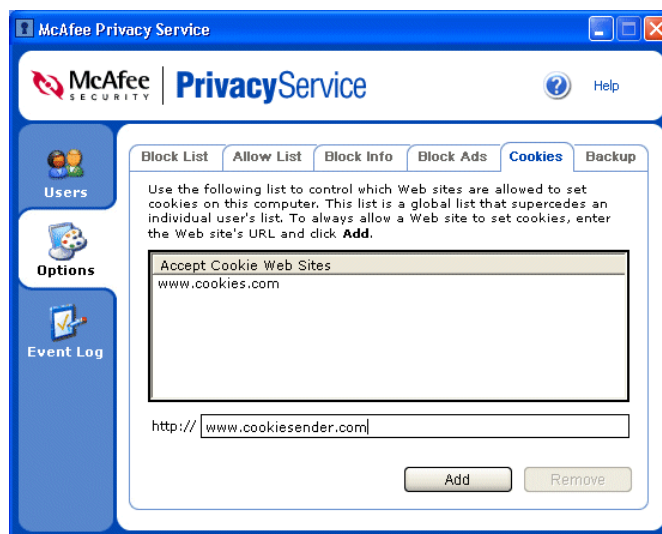 McAfee Privacy Service
McAfee SECURITY PrivacyService
Help
Users
Options
Event Log
Block List Allow List Block Info Block Ads Cookies Backup
Use the following list to control which Web sites are allowed to set
cookies on this computer. This list is a global list that supercedes an
individual user's list. To always allow a Web site to set cookies, enter
the Web site's URL and click Add.
Accept Cookie Web Sites
www.cookies.com
http:// www.cookiesender.com
Add Remove